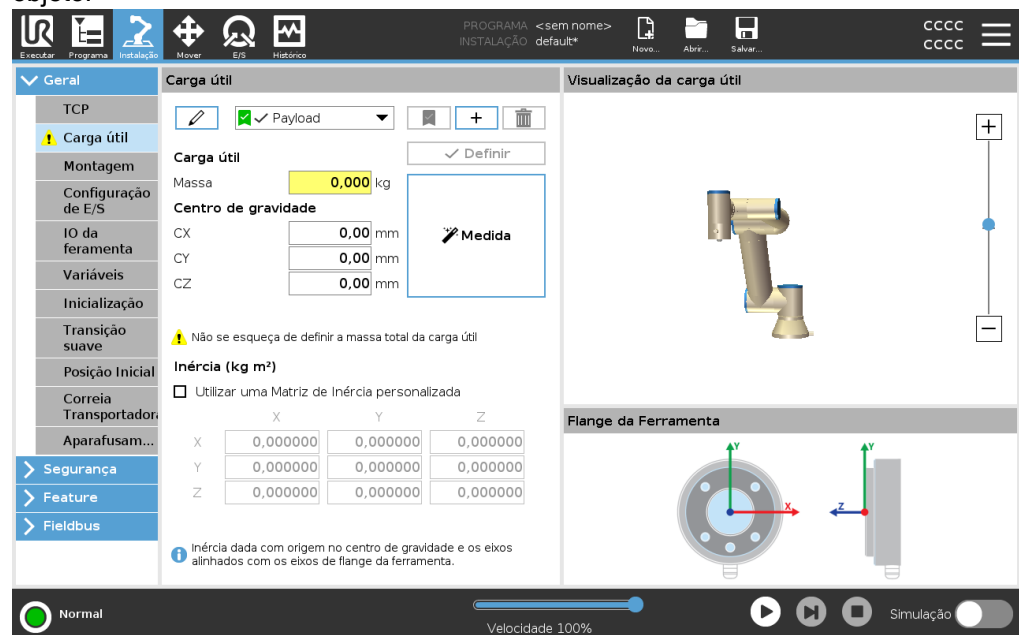 objeto.
PROGRAMA <sem nome>
INSTALAÇÃO default*
Executar Programa Instalação Mover E/S Histórico
Novo... Abrir... Salvar...
CCCC
CCCC
Geral
TCP
Carga útil
Montagem
Configuração
de E/S
IO da
ferramenta
Variáveis
Inicialização
Transição
suave
Posição Inicial
Correia
Transportador
Aparafusam...
Segurança
Feature
Fieldbus
Carga útil
Payload
Carga útil
Definir
Massa 0,000 kg
Centro de gravidade
CX 0,00 mm
CY 0,00 mm
CZ 0,00 mm
Medida
Não se esqueça de definir a massa total da carga útil
Inércia (kg m²)
Utilizar uma Matriz de Inércia personalizada
X Y Z
X 0,000000 0,000000 0,000000
Y 0,000000 0,000000 0,000000
Z 0,000000 0,000000 0,000000
Inércia dada com origem no centro de gravidade e os eixos
alinhados com os eixos de flange da ferramenta.
Visualização da carga útil
Flange da Ferramenta
Y Y
X Z
Normal
Velocidade 100%
Simulação